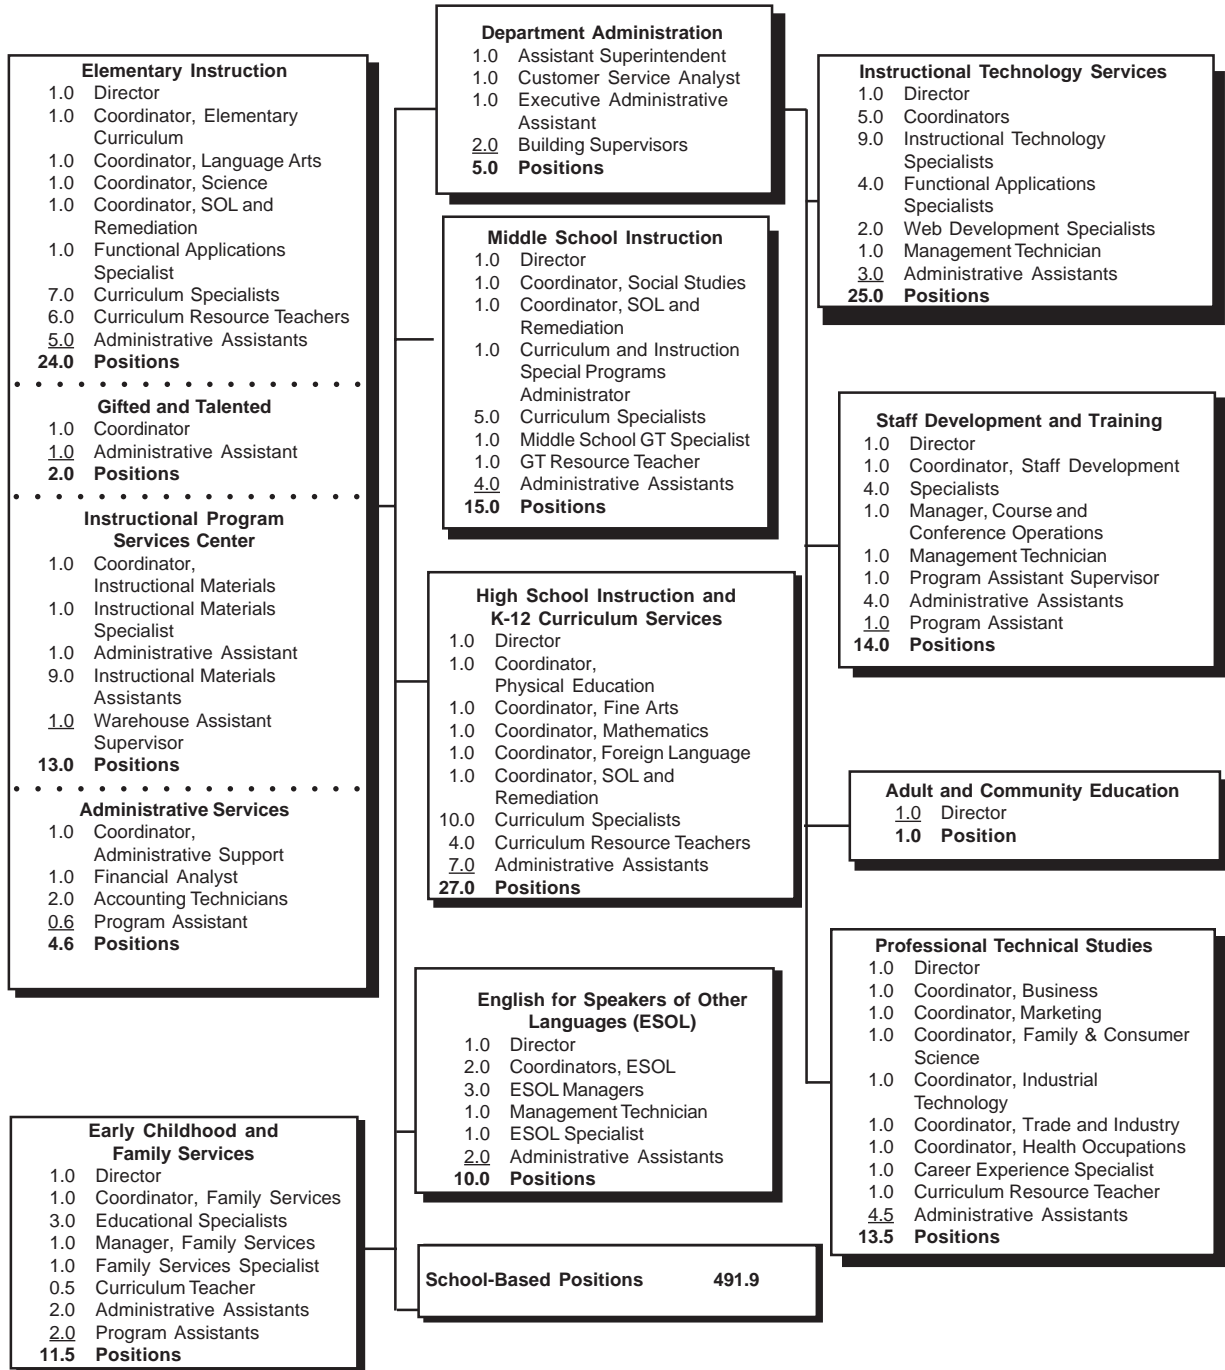 Department Administration
1.0 Assistant Superintendent
1.0 Customer Service Analyst
1.0 Executive Administrative
Assistant
2.0 Building Supervisors
5.0 Positions
Elementary Instruction
1.0 Director
1.0 Coordinator, Elementary
Curriculum
1.0 Coordinator, Language Arts
1.0 Coordinator, Science
1.0 Coordinator, SOL and
Remediation
1.0 Functional Applications
Specialist
7.0 Curriculum Specialists
6.0 Curriculum Resource Teachers
5.0 Administrative Assistants
24.0 Positions
Gifted and Talented
1.0 Coordinator
1.0 Administrative Assistant
2.0 Positions
Instructional Program
Services Center
1.0 Coordinator,
Instructional Materials
1.0 Instructional Materials
Specialist
1.0 Administrative Assistant
9.0 Instructional Materials
Assistants
1.0 Warehouse Assistant
Supervisor
13.0 Positions
Administrative Services
1.0 Coordinator,
Administrative Support
1.0 Financial Analyst
2.0 Accounting Technicians
0.6 Program Assistant
4.6 Positions
Early Childhood and
Family Services
1.0 Director
1.0 Coordinator, Family Services
3.0 Educational Specialists
1.0 Manager, Family Services
1.0 Family Services Specialist
0.5 Curriculum Teacher
2.0 Administrative Assistants
2.0 Program Assistants
11.5 Positions
Middle School Instruction
1.0 Director
1.0 Coordinator, Social Studies
1.0 Coordinator, SOL and
Remediation
1.0 Curriculum and Instruction
Special Programs
Administrator
5.0 Curriculum Specialists
1.0 Middle School GT Specialist
1.0 GT Resource Teacher
4.0 Administrative Assistants
15.0 Positions
High School Instruction and
K-12 Curriculum Services
1.0 Director
1.0 Coordinator,
Physical Education
1.0 Coordinator, Fine Arts
1.0 Coordinator, Mathematics
1.0 Coordinator, Foreign Language
1.0 Coordinator, SOL and
Remediation
10.0 Curriculum Specialists
4.0 Curriculum Resource Teachers
7.0 Administrative Assistants
27.0 Positions
English for Speakers of Other
Languages (ESOL)
1.0 Director
2.0 Coordinators, ESOL
3.0 ESOL Managers
1.0 Management Technician
1.0 ESOL Specialist
2.0 Administrative Assistants
10.0 Positions
School-Based Positions 491.9
Instructional Technology Services
1.0 Director
5.0 Coordinators
9.0 Instructional Technology
Specialists
4.0 Functional Applications
Specialists
2.0 Web Development Specialists
1.0 Management Technician
3.0 Administrative Assistants
25.0 Positions
Staff Development and Training
1.0 Director
1.0 Coordinator, Staff Development
4.0 Specialists
1.0 Manager, Course and
Conference Operations
1.0 Management Technician
1.0 Program Assistant Supervisor
4.0 Administrative Assistants
1.0 Program Assistant
14.0 Positions
Adult and Community Education
1.0 Director
1.0 Position
Professional Technical Studies
1.0 Director
1.0 Coordinator, Business
1.0 Coordinator, Marketing
1.0 Coordinator, Family & Consumer
Science
1.0 Coordinator, Industrial
Technology
1.0 Coordinator, Trade and Industry
1.0 Coordinator, Health Occupations
1.0 Career Experience Specialist
1.0 Curriculum Resource Teacher
4.5 Administrative Assistants
13.5 Positions